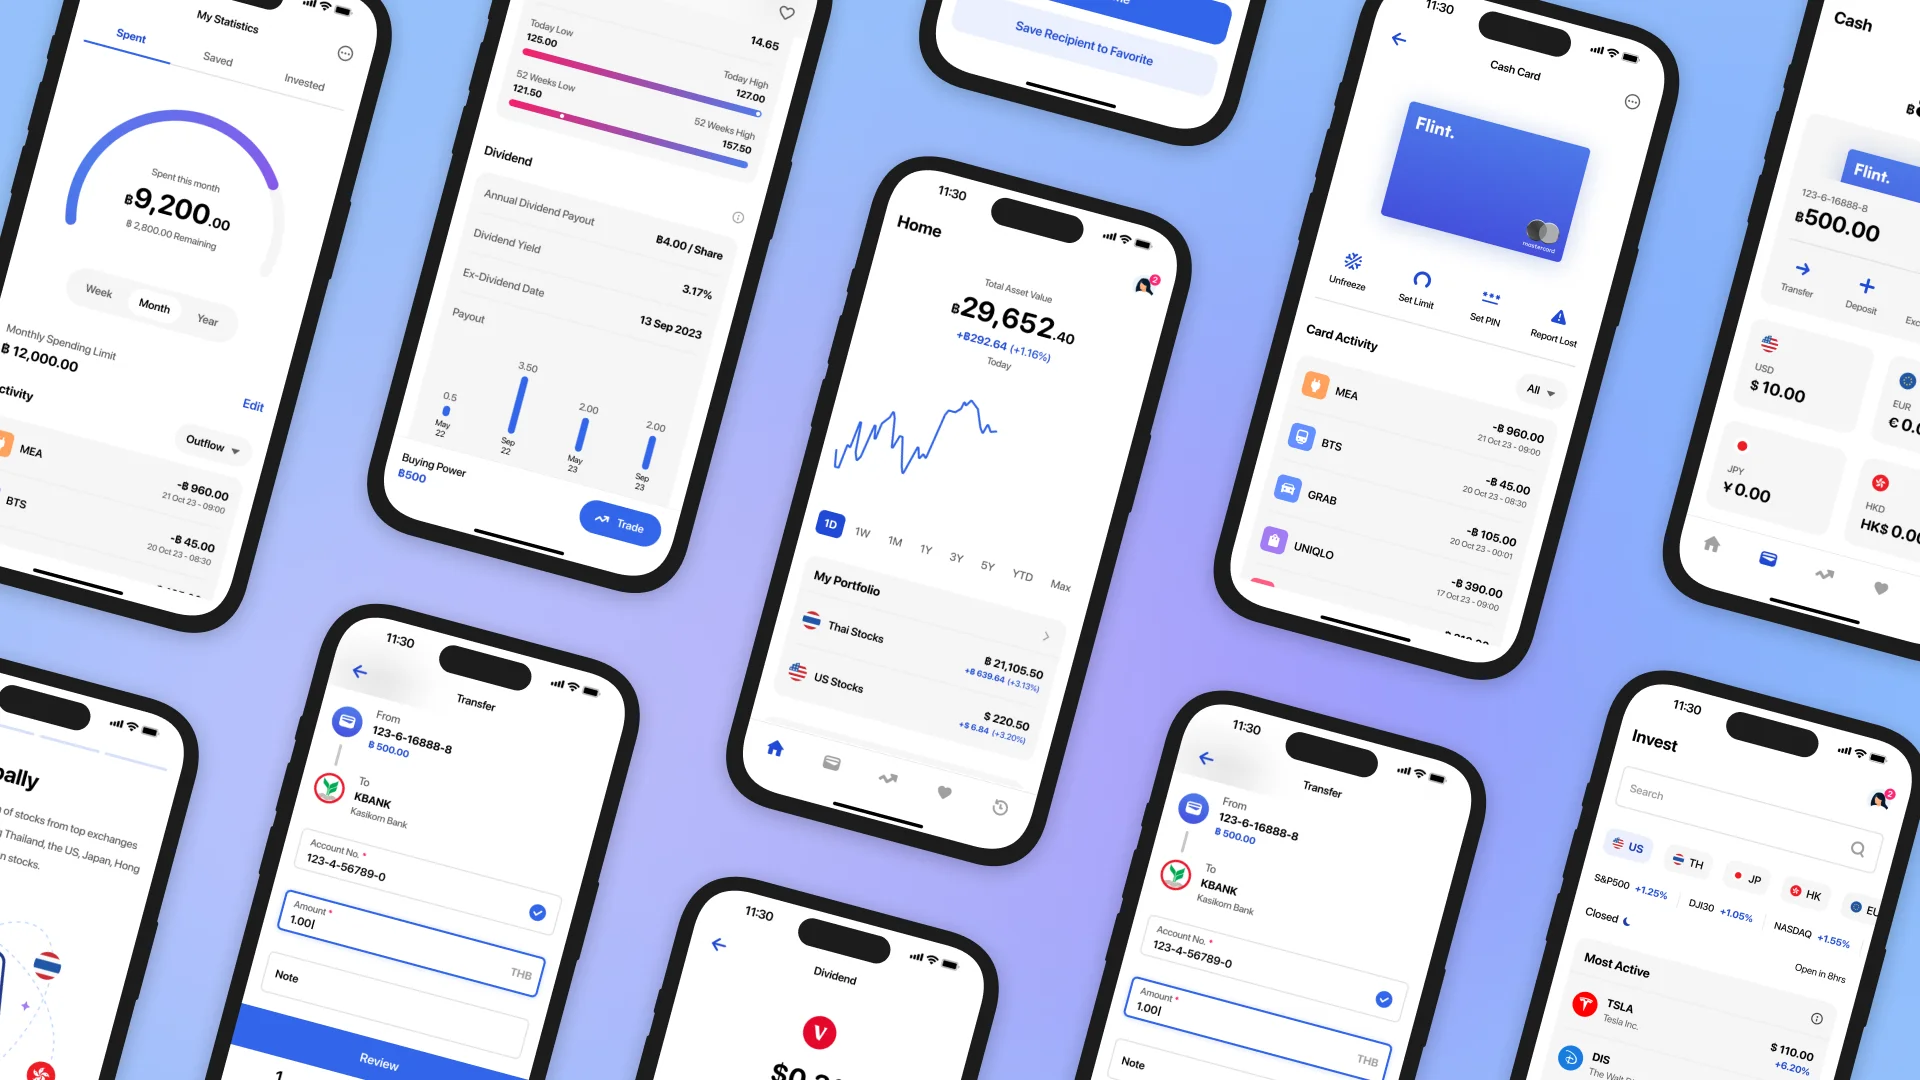 My Statistics
Spent
Saved
Invested
Spent this month
฿9,200.00
฿ 2,800.00 Remaining
Week
Month
Year
Monthly Spending Limit
฿ 12,000.00
Edit
Outflow
MEA
-฿ 960.00
21 Oct 23 - 09:00
BTS
-฿ 45.00
20 Oct 23 - 08:30
14.65
Today Low
125.00
Today High
127.00
52 Weeks Low
121.50
52 Weeks High
157.50
Dividend
Annual Dividend Payout
฿4.00 / Share
Dividend Yield
3.17%
Ex-Dividend Date
13 Sep 2023
Payout
0.5
3.50
2.00
2.00
May
22
Sep
22
May
23
Sep
23
Buying Power
฿500
Trade
Save Recipient to Favorite
11:30
Home
2
Total Asset Value
฿29,652.40
+฿292.64 (+1.16%)
Today
1D
1W
1M
1Y
3Y
5Y
YTD
Max
My Portfolio
Thai Stocks
฿ 21,105.50
+฿ 639.64 (+3.13%)
US Stocks
$ 220.50
+$ 6.84 (+3.20%)
11:30
Cash Card
Flint.
mastercard
Unfreeze
Set Limit
Set PIN
Report Lost
Card Activity
All
MEA
-฿ 960.00
21 Oct 23 - 09:00
BTS
-฿ 45.00
20 Oct 23 - 08:30
GRAB
-฿ 105.00
20 Oct 23 - 00:01
UNIQLO
-฿ 390.00
17 Oct 23 - 09:00
Cash
Flint.
123-6-16888-8
฿500.00
Transfer
Deposit
USD
$ 10.00
EUR
JPY
¥ 0.00
HKD
of stocks from top exchanges
Thailand, the US, Japan, Hong
stocks.
11:30
Transfer
From
123-6-16888-8
฿ 500.00
To
KBANK
Kasikorn Bank
Account No. *
123-4-56789-0
Amount *
1.00
THB
Note
Review
1
11:30
Dividend
V
11:30
Transfer
From
123-6-16888-8
฿ 500.00
To
KBANK
Kasikorn Bank
Account No. *
123-4-56789-0
Amount *
1.00
THB
Note
11:30
Invest
2
Search
US
TH
JP
HK
EU
S&P500 +1.25%
DJI30 +1.05%
NASDAQ +1.55%
Closed
Open in 8hrs
Most Active
TSLA
Tesla Inc.
$ 110.00
+6.20%
DIS